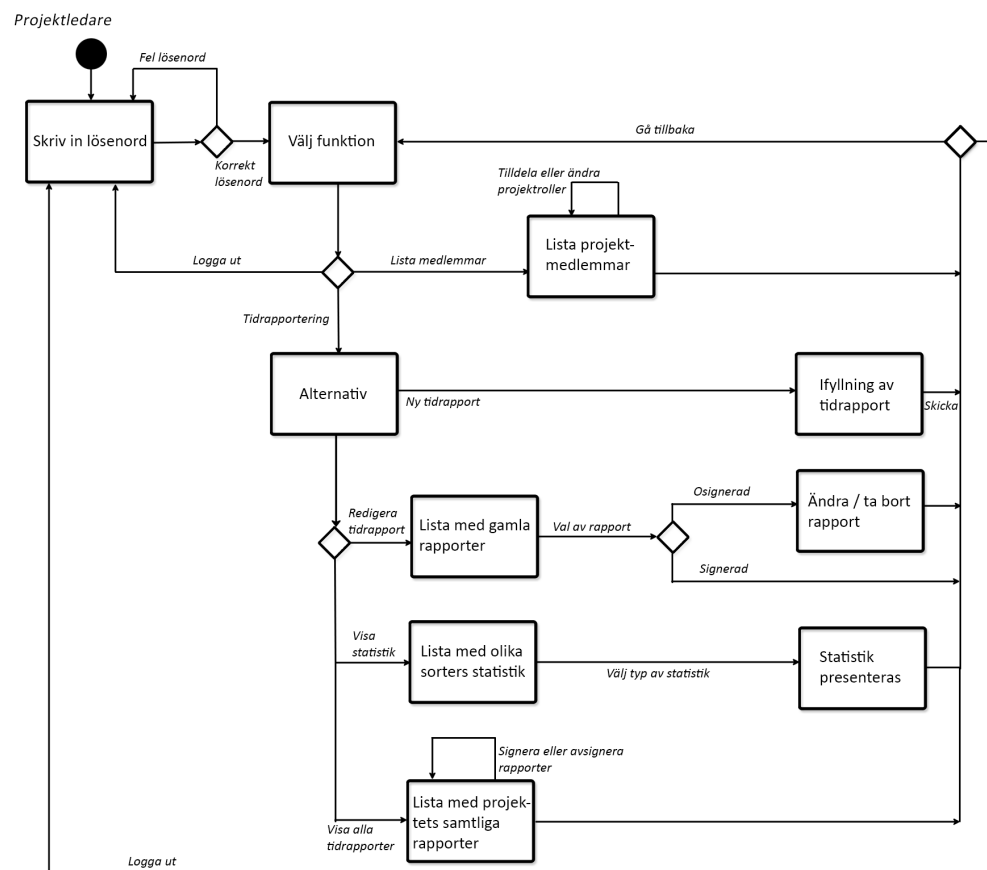 Projektledare
Fel lösenord
Skriv in lösenord
Korrekt
lösenord
Välj funktion
Gå tillbaka
Tilldela eller ändra
projektroller
Lista projekt-
medlemmar
Logga ut
Lista medlemmar
Tidrapportering
Alternativ
Ny tidrapport
Ifyllning av
tidrapport
Skicka
Redigera
tidrapport
Lista med gamla
rapporter
Val av rapport
Osignerad
Ändra / ta bort
rapport
Signerad
Visa
statistik
Lista med olika
sorters statistik
Välj typ av statistik
Statistik
presenteras
Signera eller avsignera
rapporter
Lista med projek-
tets samtliga
rapporter
Visa alla
tidrapporter
Logga ut